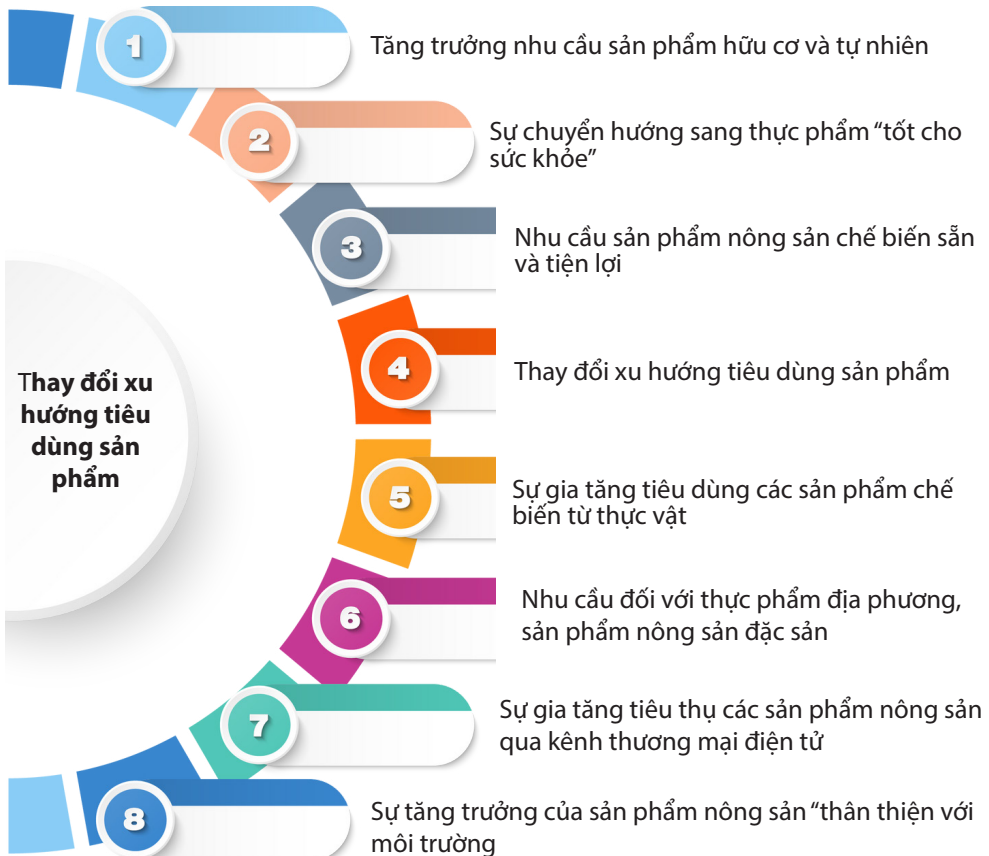 1
Tăng trưởng nhu cầu sản phẩm hữu cơ và tự nhiên
2
Sự chuyển hướng sang thực phẩm “tốt cho
sức khỏe”
3
Nhu cầu sản phẩm nông sản chế biến sẵn
và tiện lợi
Thay đổi xu
hướng tiêu
dùng sản
phẩm
4
Thay đổi xu hướng tiêu dùng sản phẩm
5
Sự gia tăng tiêu dùng các sản phẩm chế
biến từ thực vật
6
Nhu cầu đối với thực phẩm địa phương,
sản phẩm nông sản đặc sản
7
Sự gia tăng tiêu thụ các sản phẩm nông sản
qua kênh thương mại điện tử
8
Sự tăng trưởng của sản phẩm nông sản “thân thiện với
môi trường